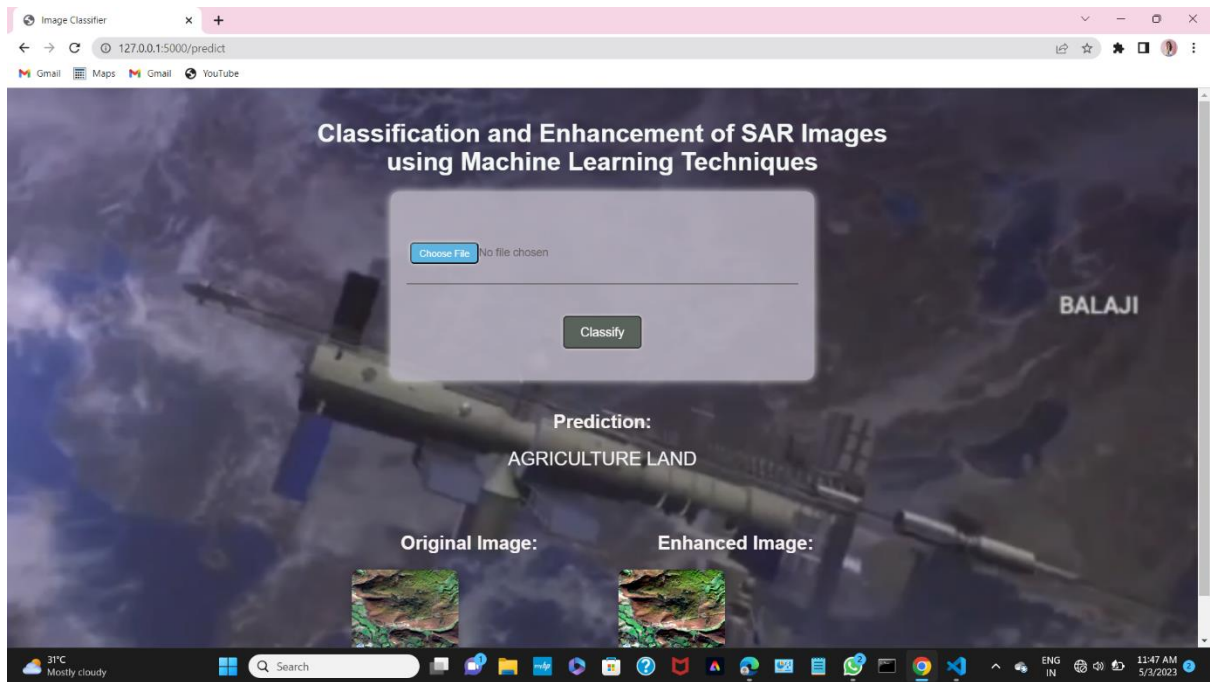 Image Classifier
127.0.0.1:5000/predict
Gmail Maps Gmail YouTube
Classification and Enhancement of SAR Images
using Machine Learning Techniques
Choose File No file chosen
BALAJI
Classify
Prediction:
AGRICULTURE LAND
Original Image: Enhanced Image:
31°C
Mostly cloudy
Search
ENG
IN
11:47 AM
5/3/2023
2